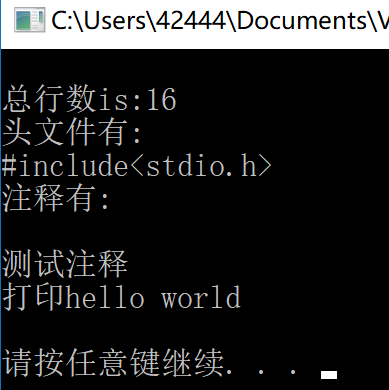 C:\Users\42444\Documents\V
总行数is:16
头文件有:
#include<stdio.h>
注释有:
测试注释
打印hello world
请按任意键继续. . .